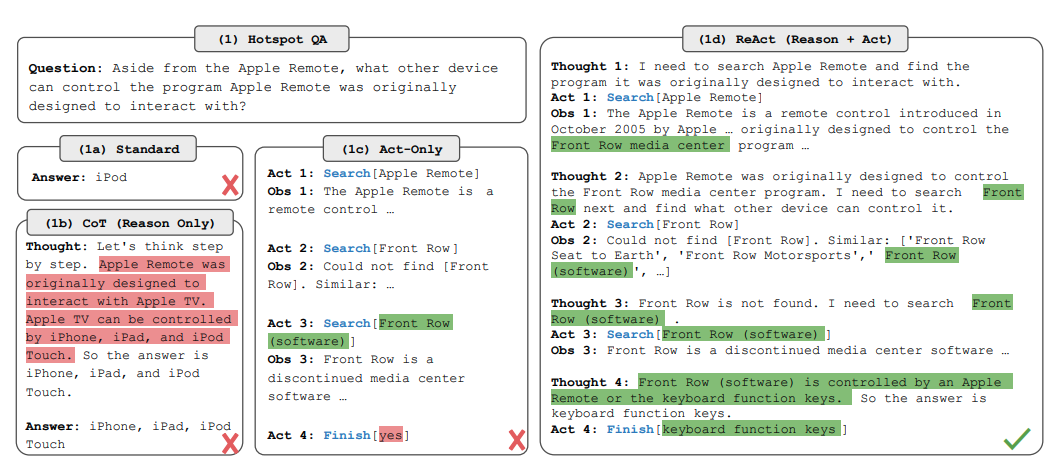 (1) Hotspot QA
Question: Aside from the Apple Remote, what other device
can control the program Apple Remote was originally
designed to interact with?
(1a) Standard
Answer: iPod
(1b) CoT (Reason Only)
Thought: Let's think step
by step. Apple Remote was
originally designed to
interact with Apple TV.
Apple TV can be controlled
by iPhone, iPad, and iPod
Touch. So the answer is
iPhone, iPad, and iPod
Touch.
Answer: iPhone, iPad, iPod
Touch
(1c) Act-Only
Act 1: Search[Apple Remote]
Obs 1: The Apple Remote is a
remote control …
Act 2: Search[Front Row]
Obs 2: Could not find [Front
Row]. Similar: …
Act 3: Search[Front Row
(software)]
Obs 3: Front Row is a
discontinued media center
software …
Act 4: Finish[yes]
(1d) ReAct (Reason + Act)
Thought 1: I need to search Apple Remote and find the
program it was originally designed to interact with.
Act 1: Search[Apple Remote]
Obs 1: The Apple Remote is a remote control introduced in
October 2005 by Apple … originally designed to control the
Front Row media center program …
Thought 2: Apple Remote was originally designed to control
the Front Row media center program. I need to search Front
Row next and find what other device can control it.
Act 2: Search[Front Row]
Obs 2: Could not find [Front Row]. Similar: ['Front Row
Seat to Earth', 'Front Row Motorsports',' Front Row
(software)', …]
Thought 3: Front Row is not found. I need to search Front
Row (software) .
Act 3: Search[Front Row (software)]
Obs 3: Front Row is a discontinued media center software …
Thought 4: Front Row (software) is controlled by an Apple
Remote or the keyboard function keys. So the answer is
keyboard function keys.
Act 4: Finish[keyboard function keys]